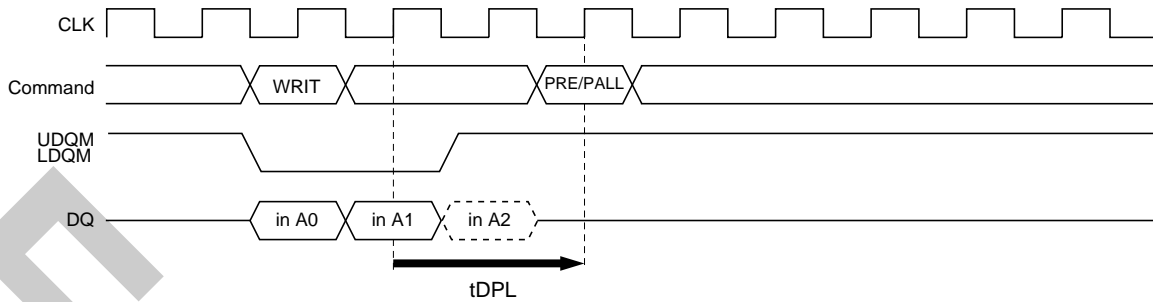 CLK
Command
WRIT
PRE/PALL
UDQM
LDQM
DQ
in A0
in A1
in A2
tDPL